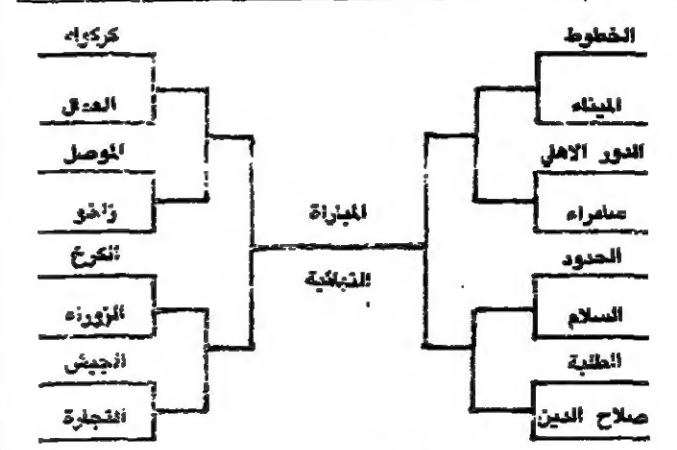 الخطوط
الميناء
الدور الاهلي
سامراء
الحدود
السلام
الطلبة
صلاح الدين
المباراة
النهائية
كركوك
الموصل
زاخو
الكرخ
الزوراء
الجيش
التجارة